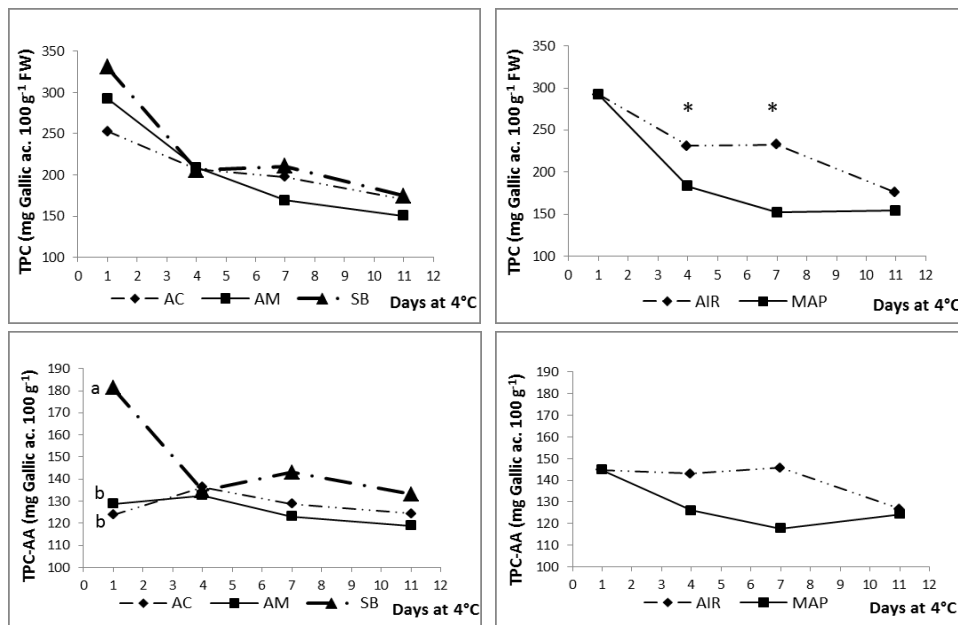 TPC (mg Gallic ac. 100 g⁻¹ FW)
350
300
250
200
150
100
0 1 2 3 4 5 6 7 8 9 10 11 12
AC AM SB Days at 4°C
TPC (mg Gallic ac. 100 g⁻¹ FW)
350
300
250
200
150
100
* *
0 1 2 3 4 5 6 7 8 9 10 11 12
AIR MAP Days at 4°C
TPC-AA (mg Gallic ac. 100 g⁻¹)
190
180
170
160
150
140
130
120
110
100
a
b
b
0 1 2 3 4 5 6 7 8 9 10 11 12
AC AM SB Days at 4°C
TPC-AA (mg Gallic ac. 100 g⁻¹)
190
180
170
160
150
140
130
120
110
100
0 1 2 3 4 5 6 7 8 9 10 11 12
AIR MAP Days at 4°C